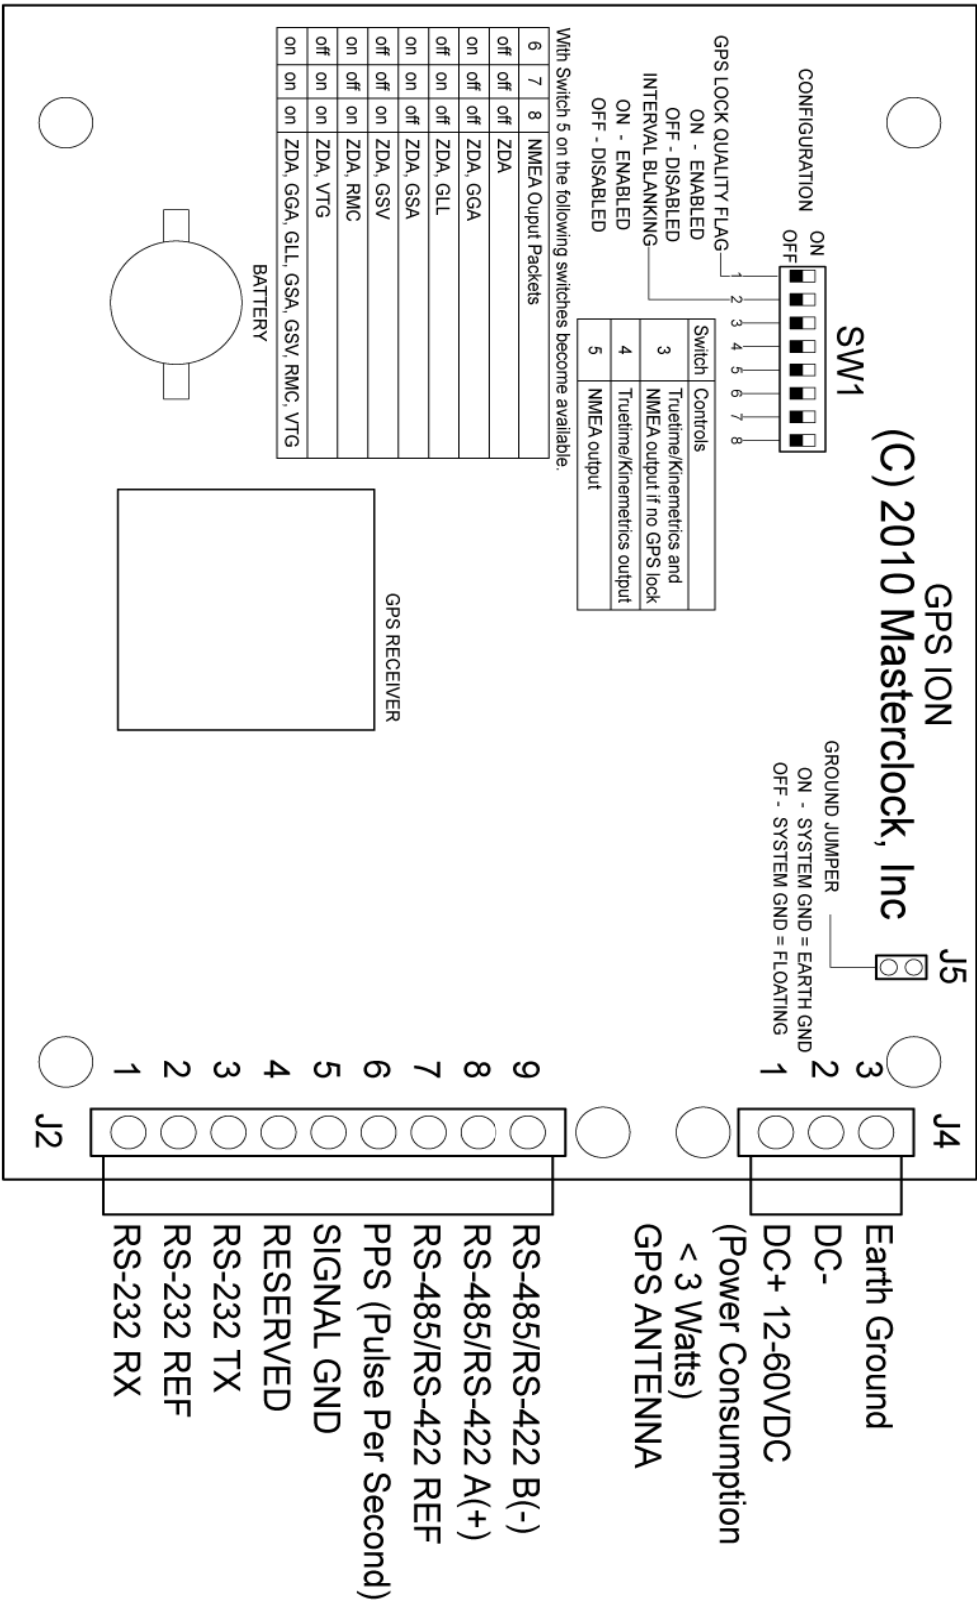 GPS ION
(C) 2010 Masterclock, Inc
SW1
ON
OFF
CONFIGURATION
1
2
3
4
5
6
7
8
GPS LOCK QUALITY FLAG
ON - ENABLED
OFF - DISABLED
INTERVAL BLANKING
ON - ENABLED
OFF - DISABLED
Switch Controls
3 Truetime/Kinemetrics and
NMEA output if no GPS lock
4 Truetime/Kinemetrics output
5 NMEA output
With Switch 5 on the following switches become available.
6 7 8 NMEA Ouput Packets
off off off ZDA
on off off ZDA, GGA
off on off ZDA, GLL
on on off ZDA, GSA
off off on ZDA, GSV
on off on ZDA, RMC
off on on ZDA, VTG
on on on ZDA, GGA, GLL, GSA, GSV, RMC, VTG
BATTERY
GPS RECEIVER
J5
GROUND JUMPER
ON - SYSTEM GND = EARTH GND
OFF - SYSTEM GND = FLOATING
J4
3 Earth Ground
2 DC-
1 DC+ 12-60VDC
(Power Consumption
< 3 Watts)
GPS ANTENNA
9 RS-485/RS-422 B(-)
8 RS-485/RS-422 A(+)
7 RS-485/RS-422 REF
6 PPS (Pulse Per Second)
5 SIGNAL GND
4 RESERVED
3 RS-232 TX
2 RS-232 REF
1 RS-232 RX
J2